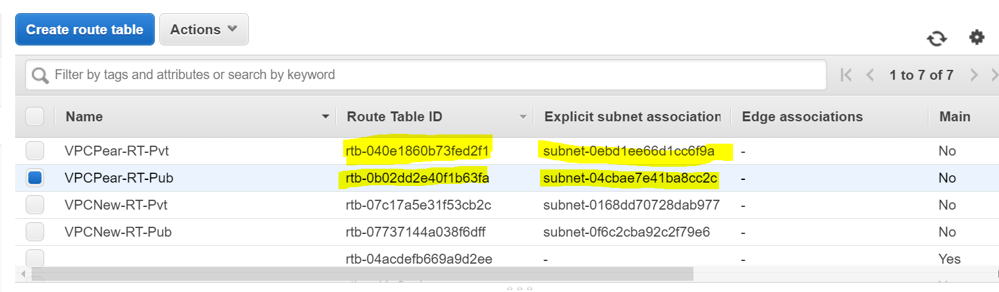 Create route table Actions
Filter by tags and attributes or search by keyword 1 to 7 of 7
Name Route Table ID Explicit subnet association Edge associations Main
VPCPear-RT-Pvt rtb-040e1860b73fed2f1 subnet-0ebd1ee66d1cc6f9a - No
VPCPear-RT-Pub rtb-0b02dd2e40f1b63fa subnet-04cbae7e41ba8cc2c - No
VPCNew-RT-Pvt rtb-07c17a5e31f53cb2c subnet-0168dd70728dab977 - No
VPCNew-RT-Pub rtb-07737144a038f6dff subnet-0f6c2cba92c2f79e6 - No
rtb-04acdefb669a9d2ee - - Yes